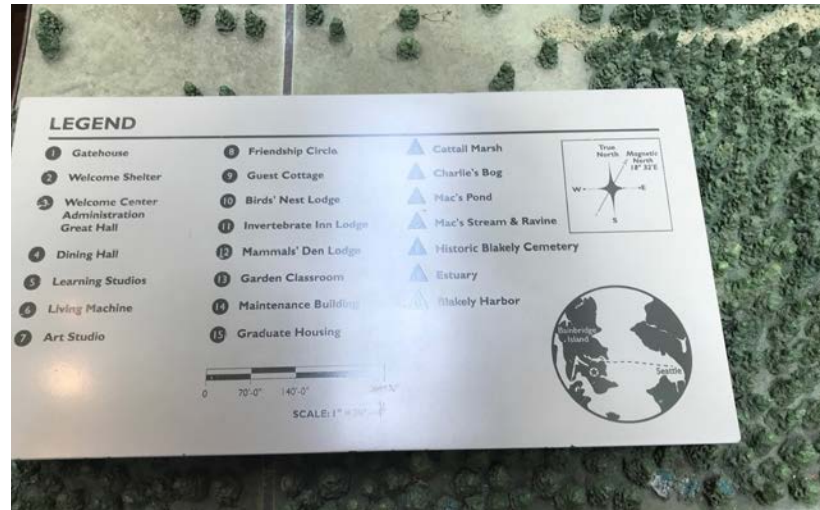 LEGEND
1 Gatehouse
2 Welcome Shelter
3 Welcome Center
Administration
Great Hall
4 Dining Hall
5 Learning Studios
6 Living Machine
7 Art Studio
8 Friendship Circle
9 Guest Cottage
10 Birds' Nest Lodge
11 Invertebrate Inn Lodge
12 Mammals' Den Lodge
13 Garden Classroom
14 Maintenance Building
15 Graduate Housing
Cattail Marsh
Charlie's Bog
Mac's Pond
Mac's Stream & Ravine
Historic Blakely Cemetery
Estuary
Blakely Harbor
True
North
Magnetic
North
18° 32'E
W
E
S
Bainbridge
Island
Seattle
0 70'-0" 140'-0"
SCALE: 1"